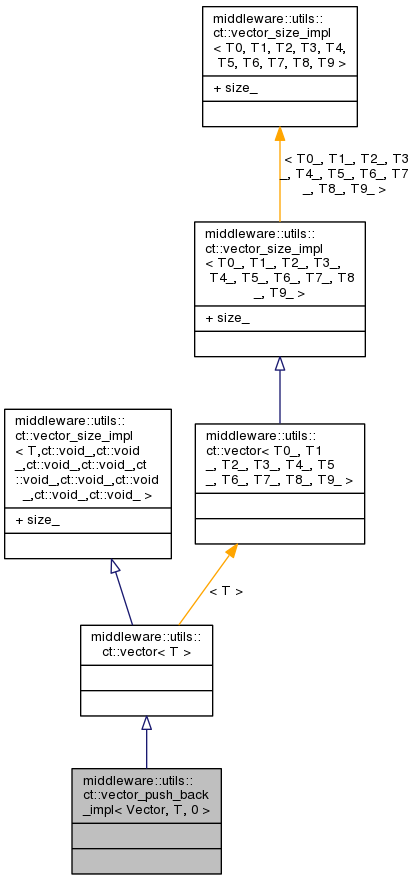 middleware::utils::
ct::vector_size_impl
< T0, T1, T2, T3, T4,
T5, T6, T7, T8, T9 >
+ size_
< T0_, T1_, T2_, T3
_, T4_, T5_, T6_, T7
_, T8_, T9_ >
middleware::utils::
ct::vector_size_impl
< T0_, T1_, T2_, T3_,
T4_, T5_, T6_, T7_, T8
_, T9_ >
+ size_
middleware::utils::
ct::vector_size_impl
< T,ct::void_,ct::void
_,ct::void_,ct::void_,ct
::void_,ct::void_,ct::void
_,ct::void_,ct::void_ >
+ size_
middleware::utils::
ct::vector< T0_, T1
_, T2_, T3_, T4_, T5
_, T6_, T7_, T8_, T9_ >
< T >
middleware::utils::
ct::vector< T >
middleware::utils::
ct::vector_push_back
_impl< Vector, T, 0 >